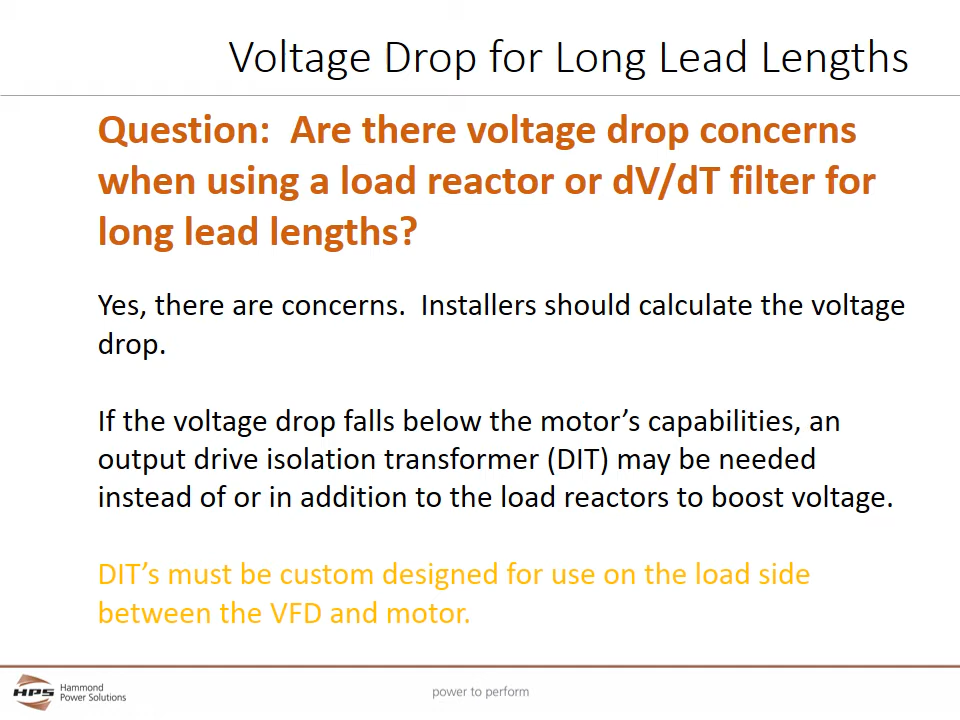 Voltage Drop for Long Lead Lengths
Question:  Are there voltage drop concerns
when using a load reactor or dV/dT filter for
long lead lengths?
Yes, there are concerns.  Installers should calculate the voltage
drop.
If the voltage drop falls below the motor’s capabilities, an
output drive isolation transformer (DIT) may be needed
instead of or in addition to the load reactors to boost voltage.
DIT’s must be custom designed for use on the load side
between the VFD and motor.
HPS
Hammond
Power Solutions
power to perform